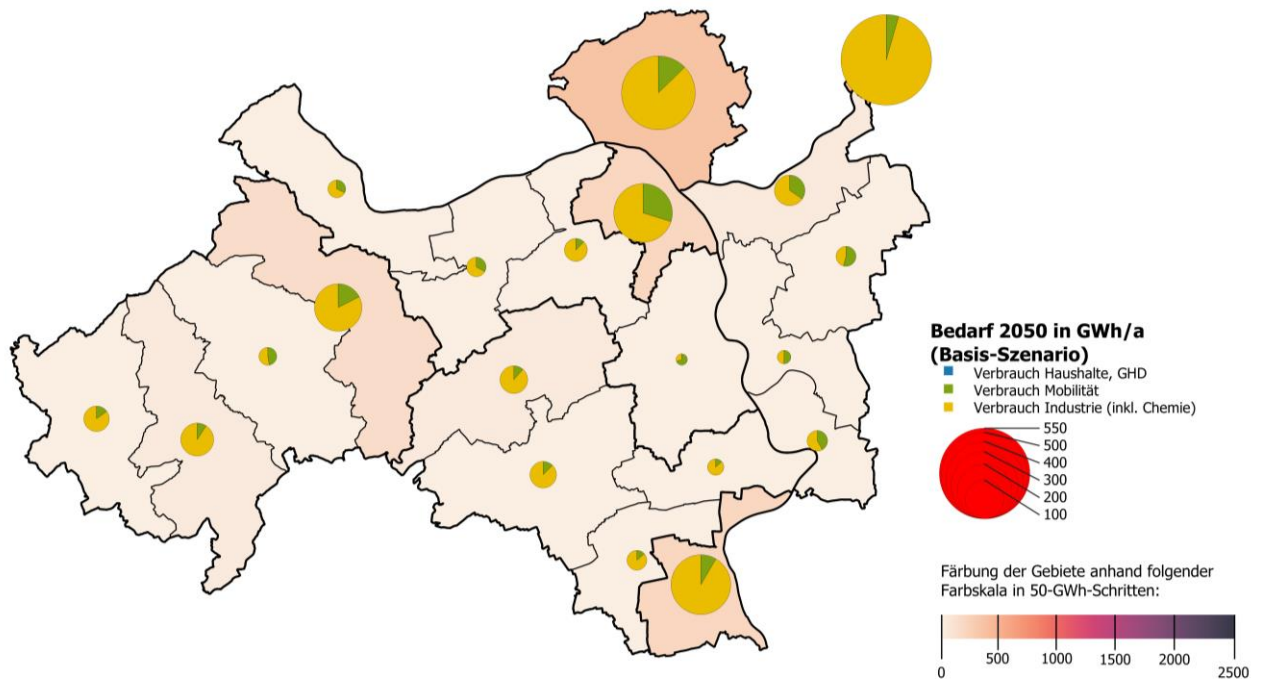 Bedarf 2050 in GWh/a
(Basis-Szenario)
Verbrauch Haushalte, GHD
Verbrauch Mobilität
Verbrauch Industrie (inkl. Chemie)
550
500
400
300
200
100
Färbung der Gebiete anhand folgender
Farbskala in 50-GWh-Schritten:
0 500 1000 1500 2000 2500